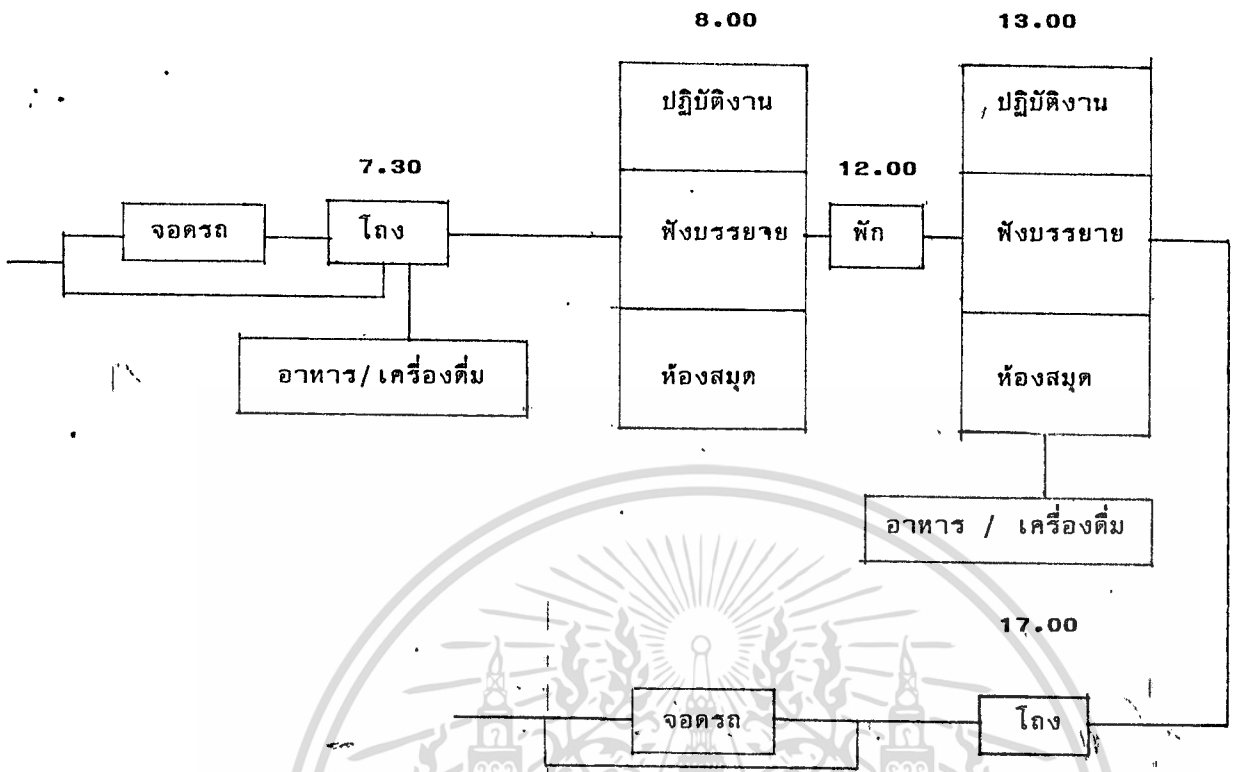 8.00
13.00
ปฏิบัติงาน
ปฏิบัติงาน
7.30
12.00
จอดรถ
โถง
ฟังบรรยาย
พัก
ฟังบรรยาย
อาหาร/เครื่องดื่ม
ห้องสมุด
ห้องสมุด
อาหาร / เครื่องดื่ม
17.00
จอดรถ
โถง